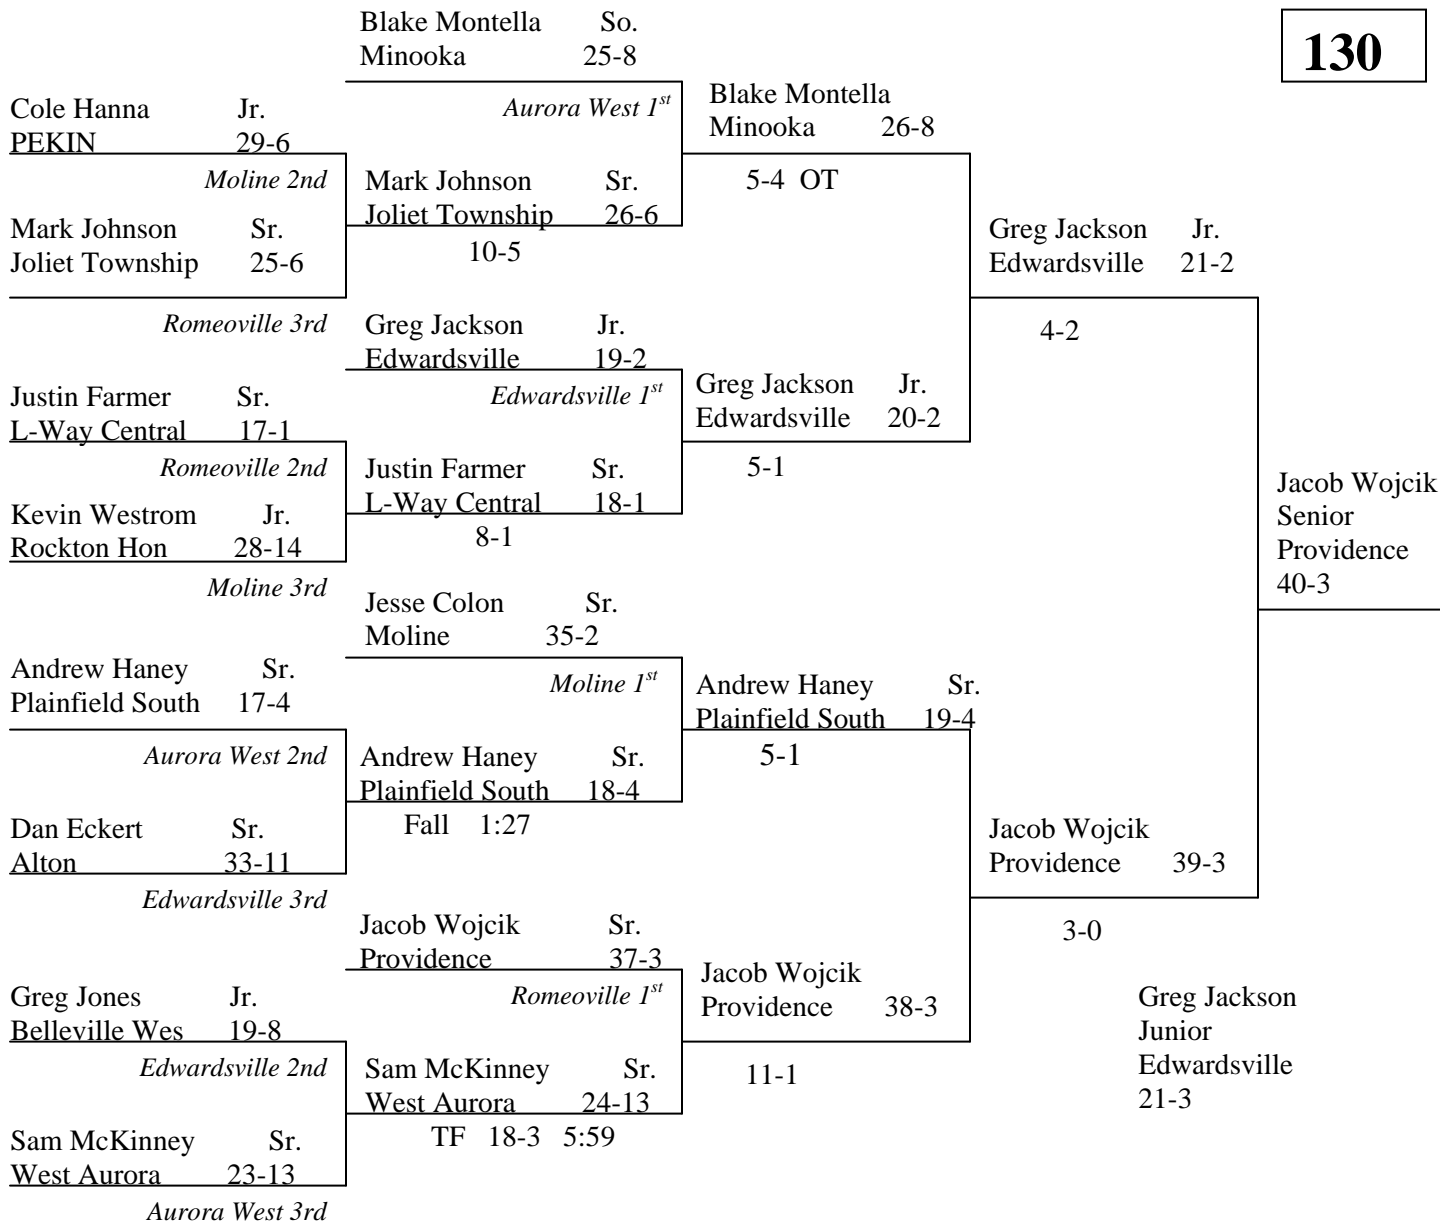 130
Blake Montella So.
Minooka 25-8
Aurora West 1st
Cole Hanna Jr.
PEKIN 29-6
Moline 2nd
Mark Johnson Sr.
Joliet Township 25-6
Romeoville 3rd
Mark Johnson Sr.
Joliet Township 26-6
10-5
Blake Montella
Minooka 26-8
5-4 OT
Greg Jackson Jr.
Edwardsville 19-2
Edwardsville 1st
Justin Farmer Sr.
L-Way Central 17-1
Romeoville 2nd
Kevin Westrom Jr.
Rockton Hon 28-14
Moline 3rd
Justin Farmer Sr.
L-Way Central 18-1
8-1
Greg Jackson Jr.
Edwardsville 20-2
5-1
Greg Jackson Jr.
Edwardsville 21-2
4-2
Jesse Colon Sr.
Moline 35-2
Moline 1st
Andrew Haney Sr.
Plainfield South 17-4
Aurora West 2nd
Dan Eckert Sr.
Alton 33-11
Edwardsville 3rd
Andrew Haney Sr.
Plainfield South 18-4
Fall 1:27
Andrew Haney Sr.
Plainfield South 19-4
5-1
Jacob Wojcik Sr.
Providence 37-3
Romeoville 1st
Greg Jones Jr.
Belleville Wes 19-8
Edwardsville 2nd
Sam McKinney Sr.
West Aurora 23-13
Aurora West 3rd
Sam McKinney Sr.
West Aurora 24-13
TF 18-3 5:59
Jacob Wojcik
Providence 38-3
11-1
Jacob Wojcik
Providence 39-3
3-0
Jacob Wojcik
Senior
Providence
40-3
Greg Jackson
Junior
Edwardsville
21-3